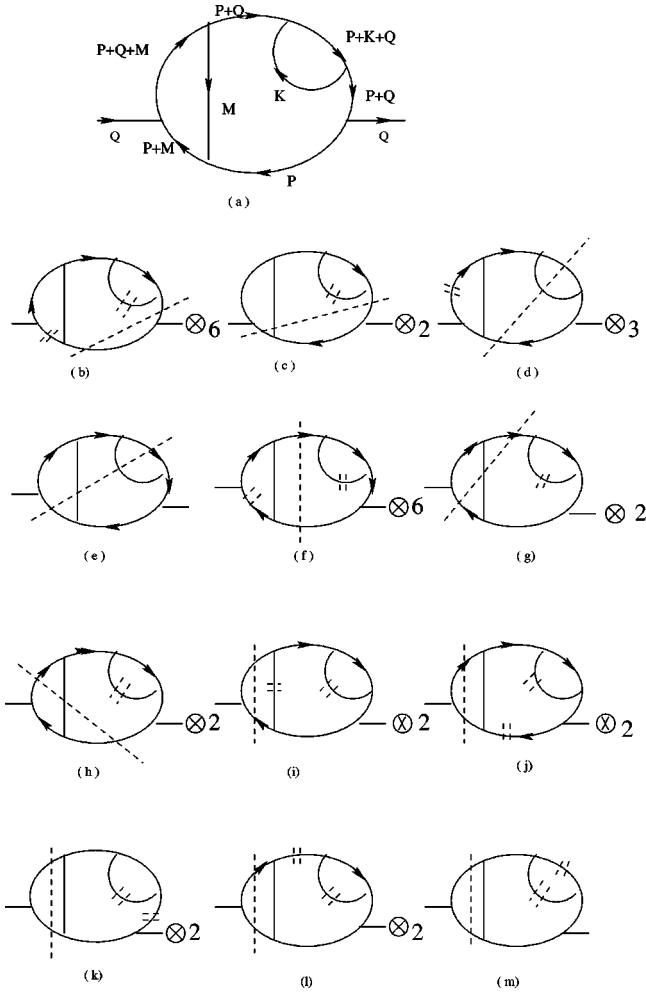 P+Q
P+Q+M
P+K+Q
K
P+Q
M
Q
Q
P+M
P
( a )
⊗ 6
⊗ 2
⊗ 3
( b )
( c )
( d )
⊗ 6
⊗ 2
( e )
( f )
( g )
⊗ 2
⊗ 2
⊗ 2
( h )
(i)
( j )
⊗ 2
⊗ 2
( k)
(l)
( m )